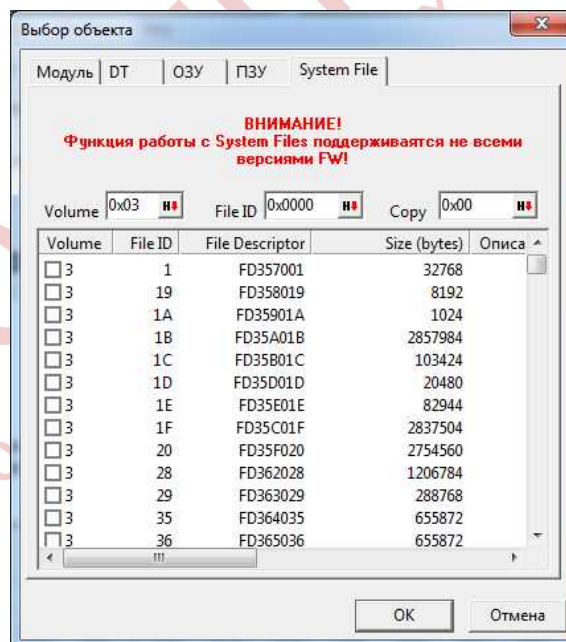 Выбор объекта
Модуль DT ОЗУ ПЗУ System File
ВНИМАНИЕ!
Функция работы с System Files поддерживаятся не всеми
версиями FW!
Volume 0x03 H File ID 0x0000 H Copy 0x00 H
Volume File ID File Descriptor Size (bytes) Описа
3 1 FD357001 32768
3 19 FD358019 8192
3 1A FD35901A 1024
3 1B FD35A01B 2857984
3 1C FD35B01C 103424
3 1D FD35D01D 20480
3 1E FD35E01E 82944
3 1F FD35C01F 2837504
3 20 FD35F020 2754560
3 28 FD362028 1206784
3 29 FD363029 288768
3 35 FD364035 655872
3 36 FD365036 655872
OK Отмена